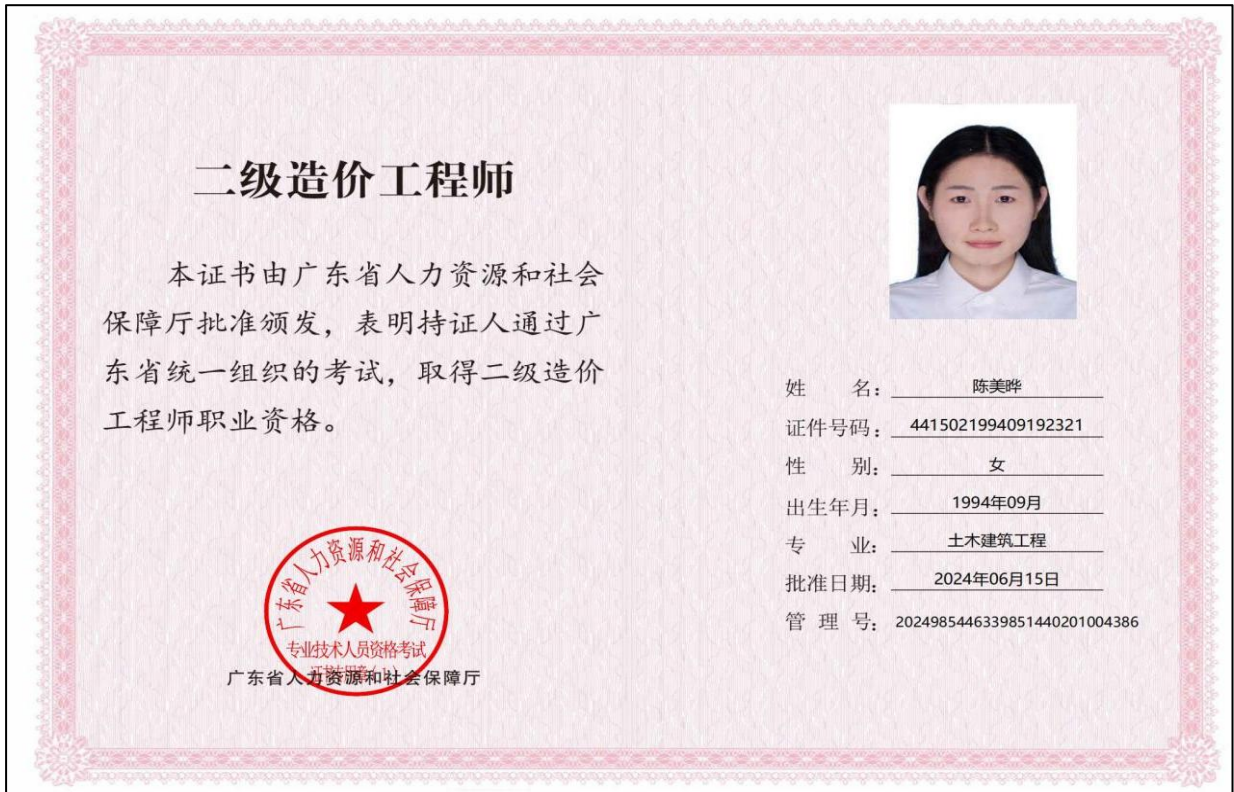 二级造价工程师
本证书由广东省人力资源和社会
保障厅批准颁发，表明持证人通过广
东省统一组织的考试，取得二级造价
工程师职业资格。
广东省人力资源和社会保障厅
专业技术人员资格考试
证书专用章（1）
广东省人力资源和社会保障厅
姓 名： 陈美晔
证件号码： 441502199409192321
性 别： 女
出生年月： 1994年09月
专 业： 土木建筑工程
批准日期： 2024年06月15日
管 理 号： 2024985446339851440201004386